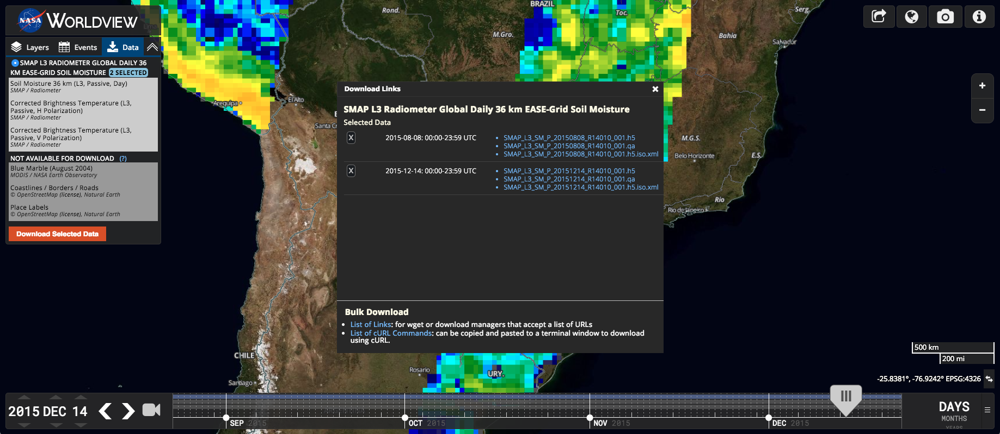 NASA WORLDVIEW
Layers
Events
Data
SMAP L3 RADIOMETER GLOBAL DAILY 36
KM EASE-GRID SOIL MOISTURE 2 SELECTED
Soil Moisture 36 km (L3, Passive, Day)
SMAP / Radiometer
Corrected Brightness Temperature (L3,
Passive, H Polarization)
SMAP / Radiometer
Corrected Brightness Temperature (L3,
Passive, V Polarization)
SMAP / Radiometer
NOT AVAILABLE FOR DOWNLOAD (?)
Blue Marble (August 2004)
MODIS / NASA Earth Observatory
Coastlines / Borders / Roads
© OpenStreetMap (license), Natural Earth
Place Labels
© OpenStreetMap (license), Natural Earth
Download Selected Data
Lima
Rond.
BRAZIL
Toc.
Serg.
M.Gro.
Bahia
Salvador
Arequipa
El Alto
Santa Cr
M.G.S.
Belo Horizonte
E.S.
Rio
Rio de Janeiro
CHILE
Santiago
Rosario
URY.
Download Links
SMAP L3 Radiometer Global Daily 36 km EASE-Grid Soil Moisture
Selected Data
X
2015-08-08: 00:00-23:59 UTC
SMAP_L3_SM_P_20150808_R14010_001.h5
SMAP_L3_SM_P_20150808_R14010_001.qa
SMAP_L3_SM_P_20150808_R14010_001.h5.iso.xml
X
2015-12-14: 00:00-23:59 UTC
SMAP_L3_SM_P_20151214_R14010_001.h5
SMAP_L3_SM_P_20151214_R14010_001.qa
SMAP_L3_SM_P_20151214_R14010_001.h5.iso.xml
Bulk Download
List of Links: for wget or download managers that accept a list of URLs
List of cURL Commands: can be copied and pasted to a terminal window to download
using cURL.
+
−
500 km
200 mi
-25.8381°, -76.9242° EPSG:4326
2015 DEC 14
SEP 2015
OCT 2015
NOV 2015
DEC 2015
DAYS
MONTHS
YEARS